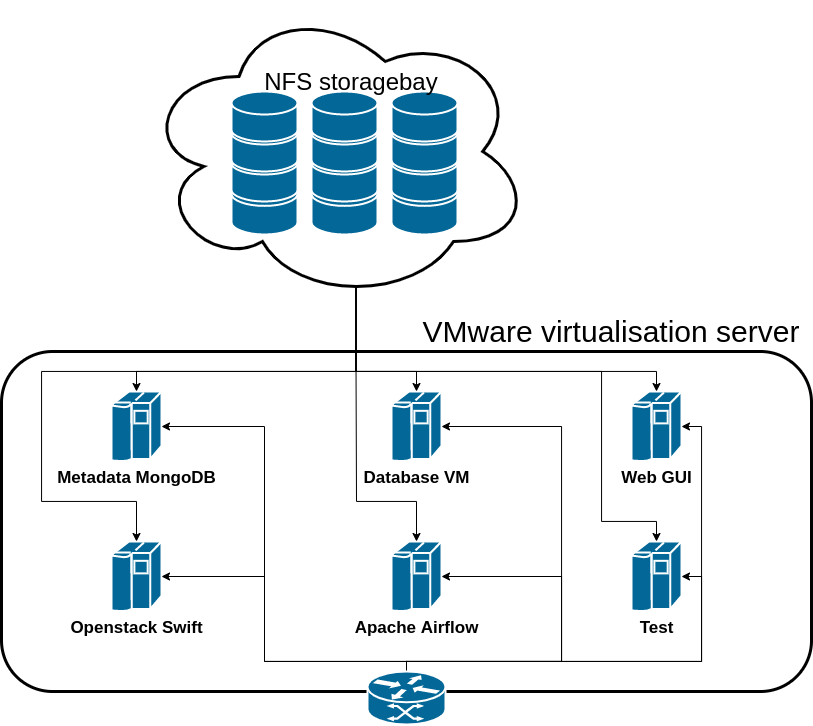 NFS storagebay
VMware virtualisation server
Metadata MongoDB
Database VM
Web GUI
Openstack Swift
Apache Airflow
Test